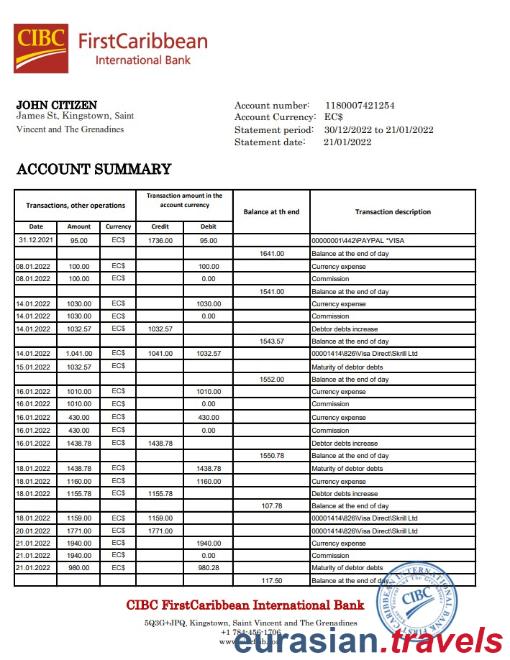 CIBC FirstCaribbean
International Bank
JOHN CITIZEN
James St, Kingstown, Saint
Vincent and The Grenadines
Account number: 1180007421254
Account Currency: EC$
Statement period: 30/12/2022 to 21/01/2022
Statement date: 21/01/2022
ACCOUNT SUMMARY
Transactions, other operations | Transaction amount in the account currency | Balance at th end | Transaction description
Date | Amount | Currency | Credit | Debit
31.12.2021 95.00 EC$ 1736.00 95.00 00000001\442\PAYPAL *VISA
1641.00 Balance at the end of day
08.01.2022 100.00 EC$ 100.00 Currency expense
08.01.2022 100.00 EC$ 0.00 Commission
1541.00 Balance at the end of day
14.01.2022 1030.00 EC$ 1030.00 Currency expense
14.01.2022 1030.00 EC$ 0.00 Commission
14.01.2022 1032.57 EC$ 1032.57 Debtor debts increase
1543.57 Balance at the end of day
14.01.2022 1.041.00 EC$ 1041.00 1032.57 00001414\826\Visa Direct\Skrill Ltd
15.01.2022 1032.57 Maturity of debtor debts
1552.00 Balance at the end of day
16.01.2022 1010.00 EC$ 1010.00 Currency expense
16.01.2022 1010.00 EC$ 0.00 Commission
16.01.2022 430.00 EC$ 430.00 Currency expense
16.01.2022 430.00 EC$ 0.00 Commission
16.01.2022 1438.78 EC$ 1438.78 Debtor debts increase
1550.78 Balance at the end of day
18.01.2022 1438.78 EC$ 1438.78 Maturity of debtor debts
18.01.2022 1160.00 EC$ 1160.00 Currency expense
18.01.2022 1155.78 EC$ 1155.78 Debtor debts increase
107.78 Balance at the end of day
18.01.2022 1159.00 EC$ 1159.00 00001414\826\Visa Direct\Skrill Ltd
20.01.2022 1771.00 EC$ 1771.00 00001414\826\Visa Direct\Skrill Ltd
21.01.2022 1940.00 EC$ 1940.00 Currency expense
21.01.2022 1940.00 EC$ 0.00 Commission
21.01.2022 980.00 EC$ 980.28 Maturity of debtor debts
117.50 Balance at the end of day
CIBC FirstCaribbean International Bank
5Q3G+JPQ, Kingstown, Saint Vincent and The Grenadines
+1 784-456-1706
CIBC
eurasian.travels